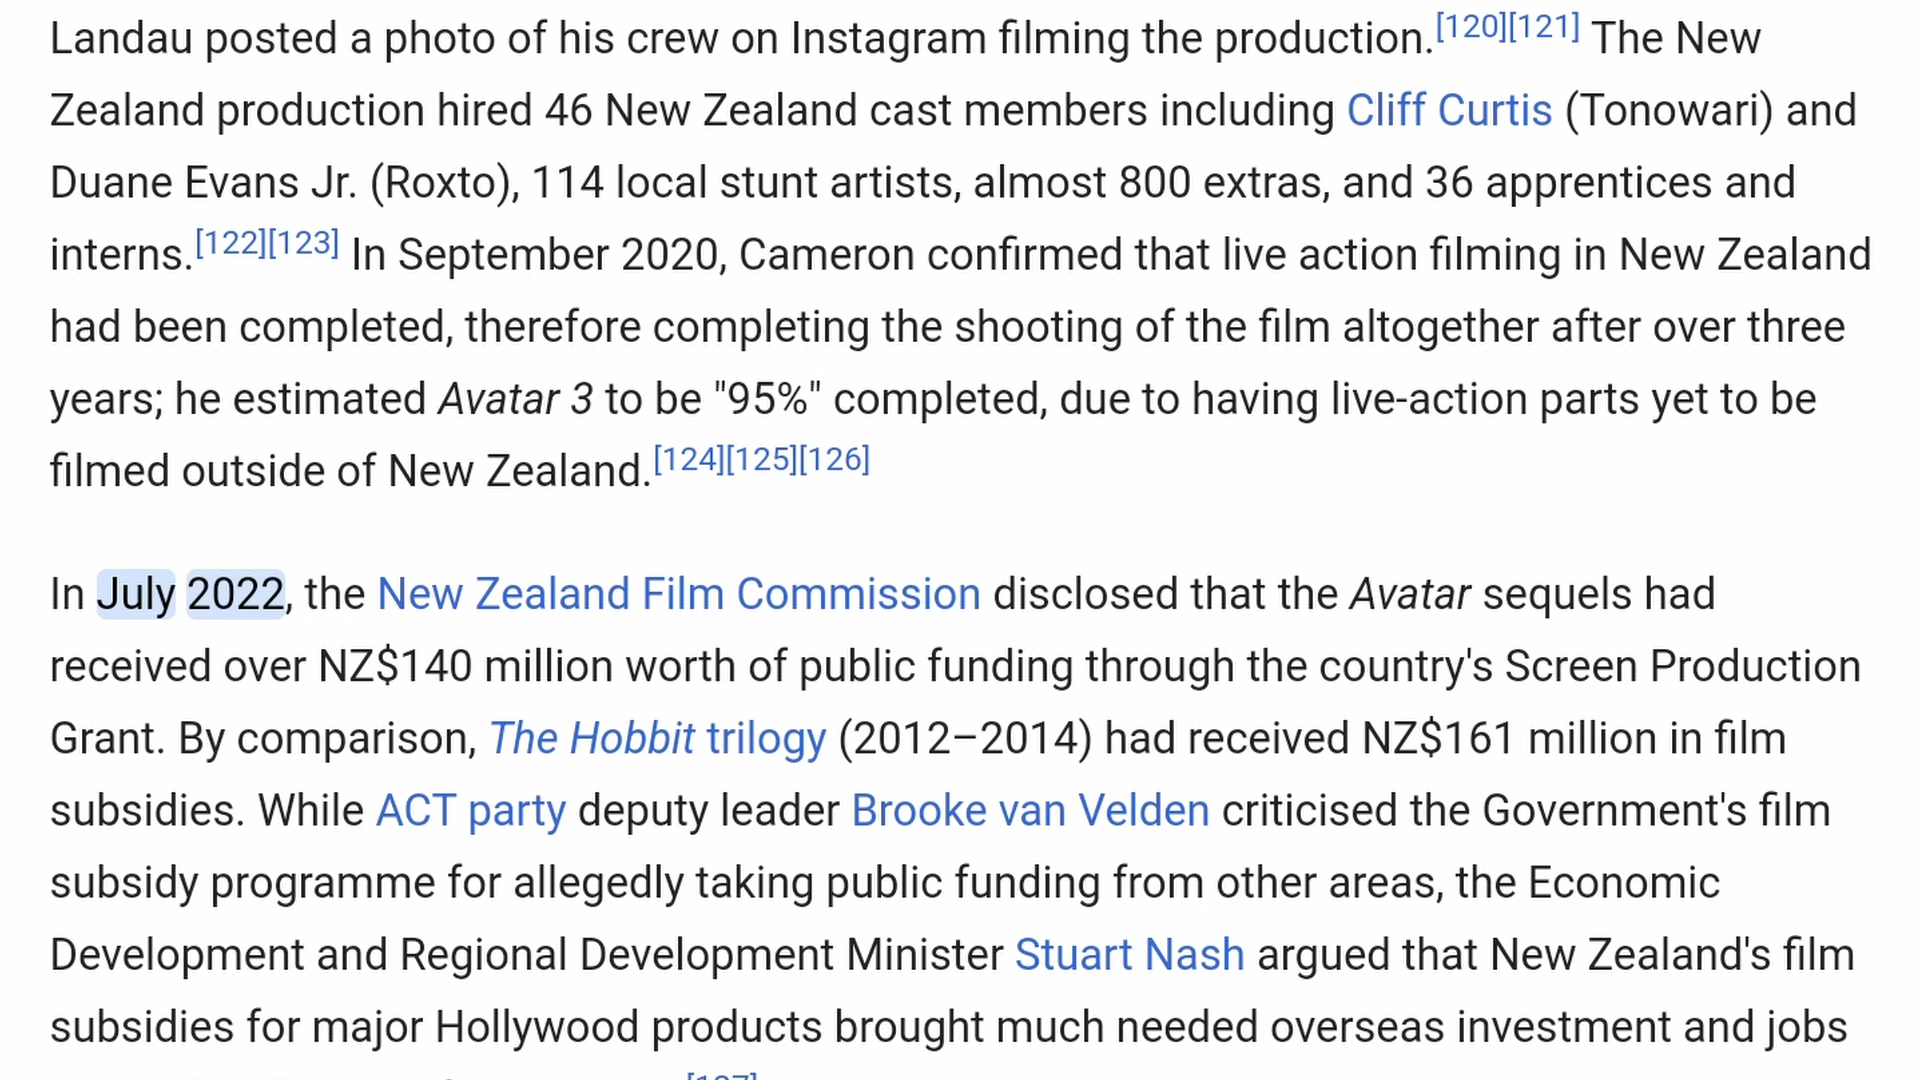 Landau posted a photo of his crew on Instagram filming the production.[120][121] The New
Zealand production hired 46 New Zealand cast members including Cliff Curtis (Tonowari) and
Duane Evans Jr. (Roxto), 114 local stunt artists, almost 800 extras, and 36 apprentices and
interns.[122][123] In September 2020, Cameron confirmed that live action filming in New Zealand
had been completed, therefore completing the shooting of the film altogether after over three
years; he estimated Avatar 3 to be "95%" completed, due to having live-action parts yet to be
filmed outside of New Zealand.[124][125][126]
In July 2022, the New Zealand Film Commission disclosed that the Avatar sequels had
received over NZ$140 million worth of public funding through the country's Screen Production
Grant. By comparison, The Hobbit trilogy (2012–2014) had received NZ$161 million in film
subsidies. While ACT party deputy leader Brooke van Velden criticised the Government's film
subsidy programme for allegedly taking public funding from other areas, the Economic
Development and Regional Development Minister Stuart Nash argued that New Zealand's film
subsidies for major Hollywood products brought much needed overseas investment and jobs